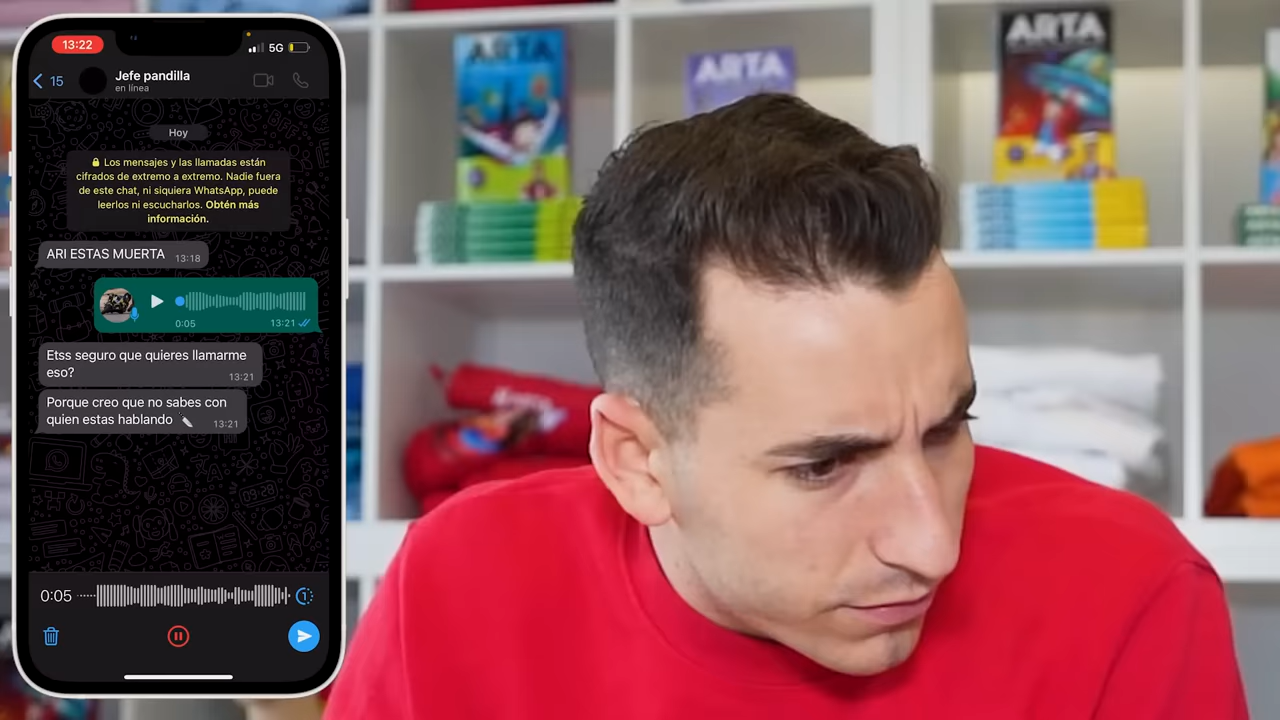 13:22
5G
15
Jefe pandilla
en línea
Hoy
Los mensajes y las llamadas están
cifrados de extremo a extremo. Nadie fuera
de este chat, ni siquiera WhatsApp, puede
leerlos ni escucharlos. Obtén más
información.
ARI ESTAS MUERTA 13:18
0:05 13:21
Etss seguro que quieres llamarme
eso?
13:21
Porque creo que no sabes con
quien estas hablando 13:21
0:05
1
ARTA
ARTA
ARTA